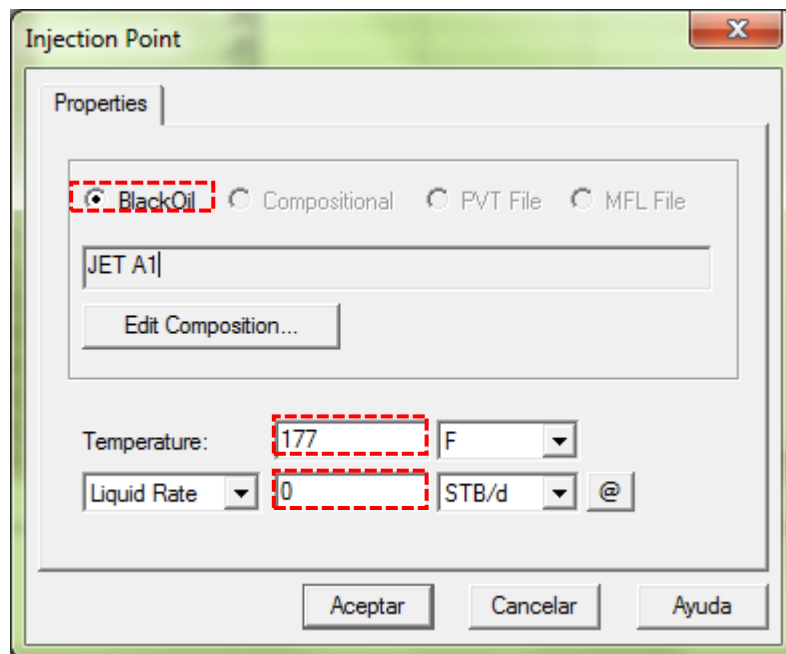 Injection Point
Properties
BlackOil Compositional PVT File MFL File
JET A1
Edit Composition...
Temperature: 177 F
Liquid Rate 0 STB/d @
Aceptar Cancelar Ayuda